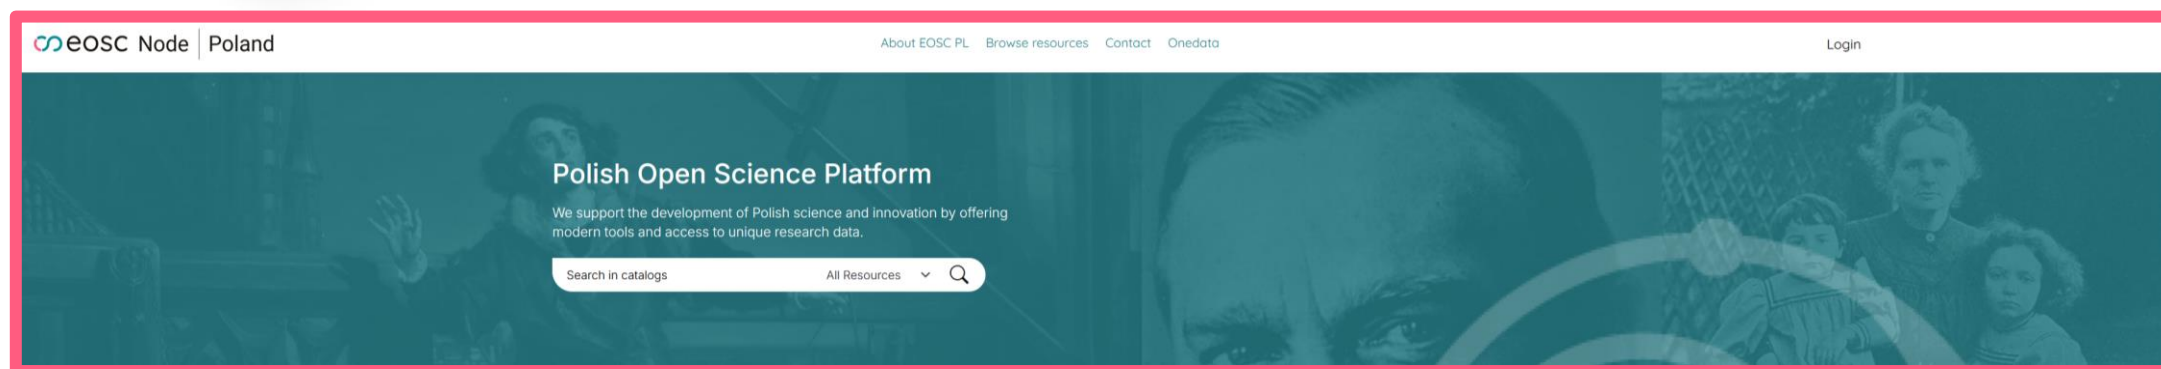 eosc Node | Poland
About EOSC PL Browse resources Contact Onedata
Login
Polish Open Science Platform
We support the development of Polish science and innovation by offering
modern tools and access to unique research data.
Search in catalogs All Resources